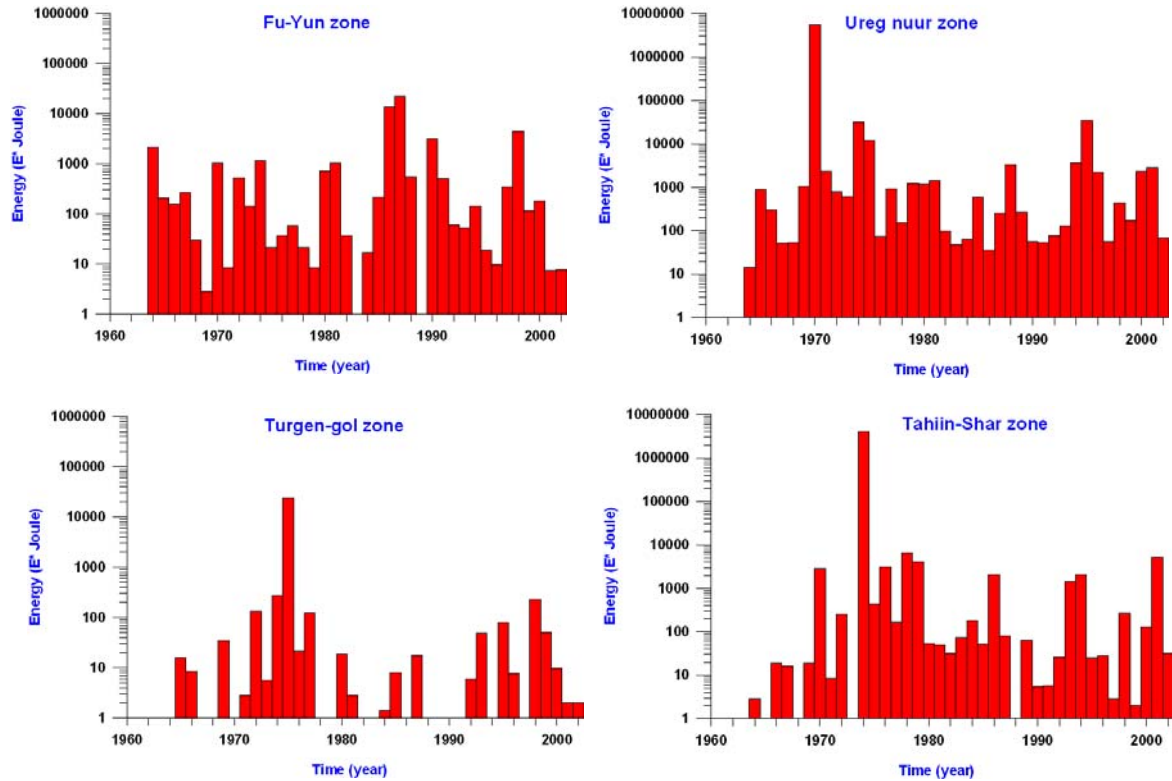 Fu-Yun zone
Energy (E* Joule)
1000000
100000
10000
1000
100
10
1
1960 1970 1980 1990 2000
Time (year)
Ureg nuur zone
Energy (E* Joule)
10000000
1000000
100000
10000
1000
100
10
1
1960 1970 1980 1990 2000
Time (year)
Turgen-gol zone
Energy (E* Joule)
1000000
100000
10000
1000
100
10
1
1960 1970 1980 1990 2000
Time (year)
Tahiin-Shar zone
Energy (E* Joule)
10000000
1000000
100000
10000
1000
100
10
1
1960 1970 1980 1990 2000
Time (year)